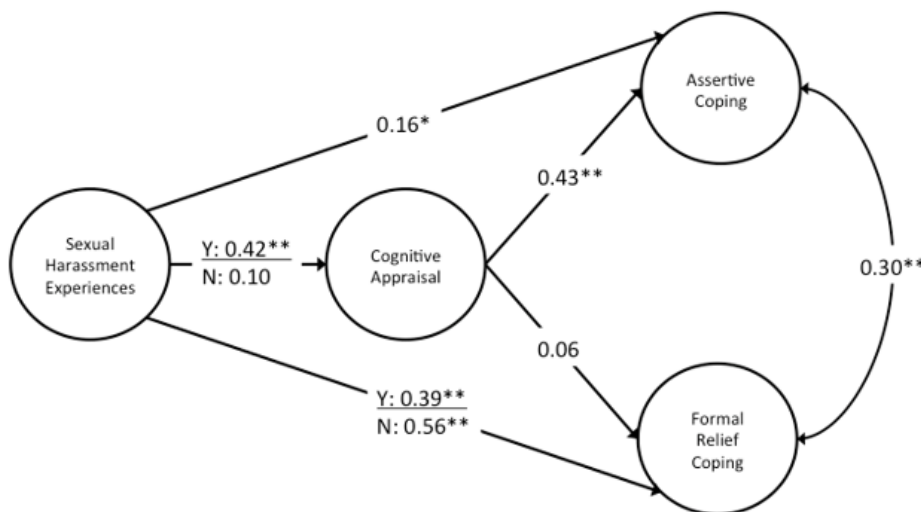 Assertive
Coping
0.16*
0.43**
Sexual
Harassment
Experiences
Y: 0.42**
N: 0.10
Cognitive
Appraisal
0.30**
0.06
Y: 0.39**
N: 0.56**
Formal
Relief
Coping